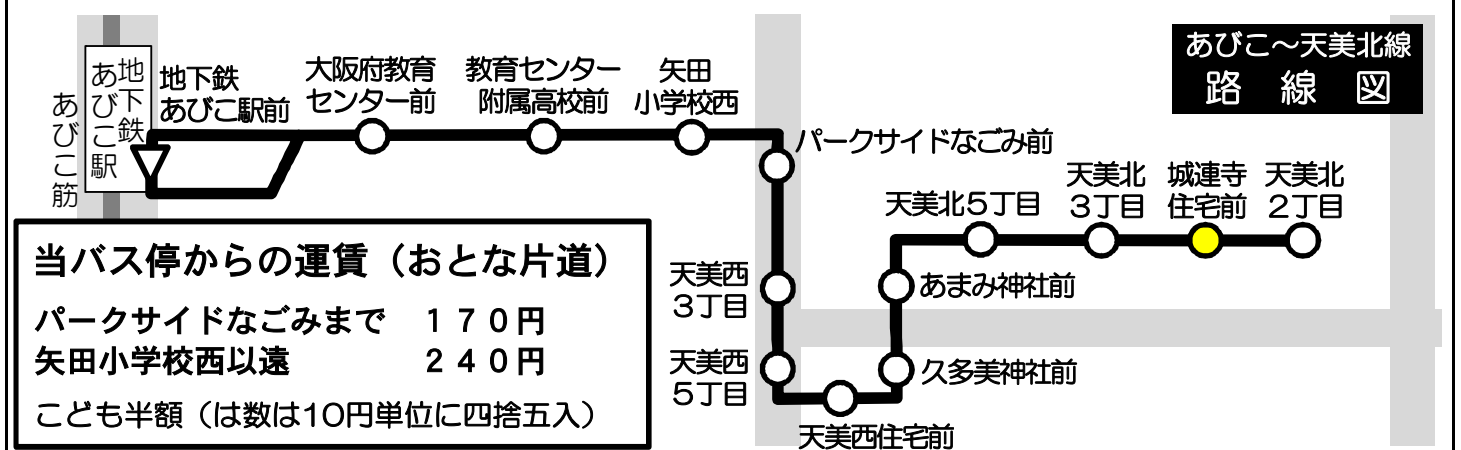 あびこ～天美北線
路線図
地下鉄
あびこ駅
あびこ筋
地下鉄
あびこ駅前
大阪府教育
センター前
教育センター
附属高校前
矢田
小学校西
パークサイドなごみ前
天美西
3丁目
天美西
5丁目
天美西住宅前
久多美神社前
あまみ神社前
天美北5丁目
天美北
3丁目
城連寺
住宅前
天美北
2丁目
当バス停からの運賃（おとな片道）
パークサイドなごみまで　１７０円
矢田小学校西以遠　２４０円
こども半額（は数は10円単位に四捨五入）